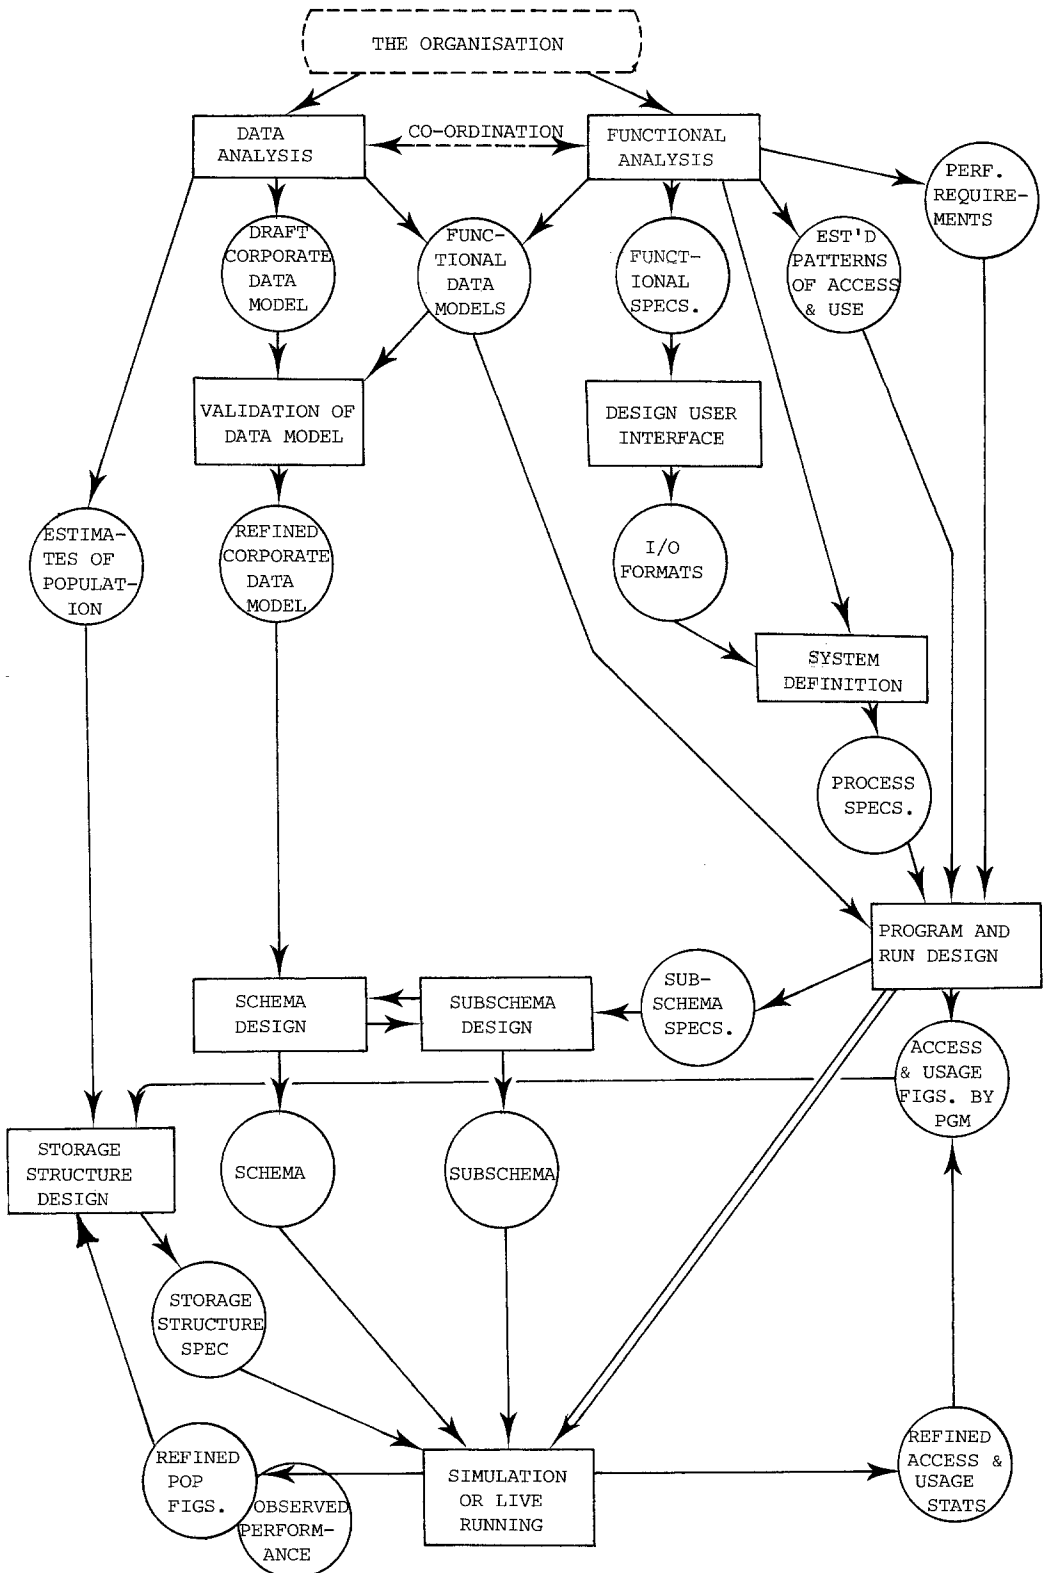 THE ORGANISATION
DATA
ANALYSIS
CO-ORDINATION
FUNCTIONAL
ANALYSIS
PERF.
REQUIRE-
MENTS
DRAFT
CORPORATE
DATA
MODEL
FUNC-
TIONAL
DATA
MODELS
FUNCT-
IONAL
SPECS.
EST'D
PATTERNS
OF ACCESS
& USE
VALIDATION OF
DATA MODEL
DESIGN USER
INTERFACE
ESTIMA-
TES OF
POPULAT-
ION
REFINED
CORPORATE
DATA
MODEL
I/O
FORMATS
SYSTEM
DEFINITION
PROCESS
SPECS.
PROGRAM AND
RUN DESIGN
SCHEMA
DESIGN
SUBSCHEMA
DESIGN
SUB-
SCHEMA
SPECS.
ACCESS
& USAGE
FIGS. BY
PGM
STORAGE
STRUCTURE
DESIGN
SCHEMA
SUBSCHEMA
STORAGE
STRUCTURE
SPEC
REFINED
POP
FIGS.
OBSERVED
PERFORM-
ANCE
SIMULATION
OR LIVE
RUNNING
REFINED
ACCESS &
USAGE
STATS